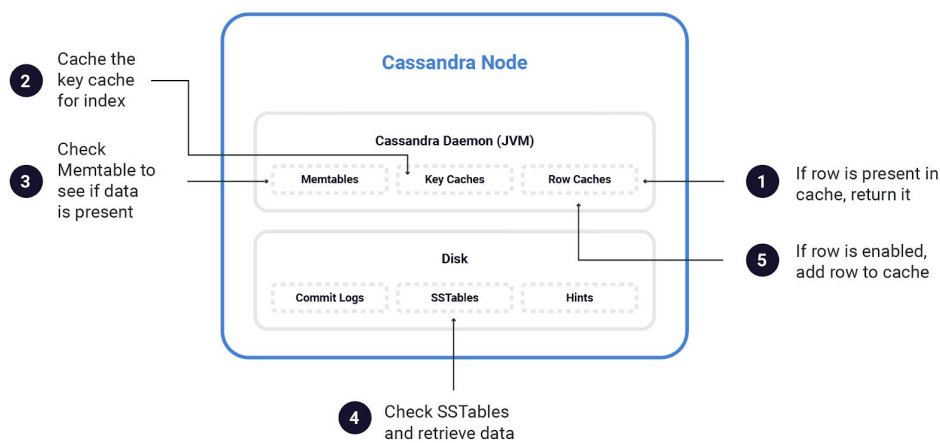 Cassandra Node
2
Cache the
key cache
for index
3
Check
Memtable to
see if data
is present
Cassandra Daemon (JVM)
Memtables
Key Caches
Row Caches
1
If row is present in
cache, return it
Disk
Commit Logs
SSTables
Hints
5
If row is enabled,
add row to cache
4
Check SSTables
and retrieve data